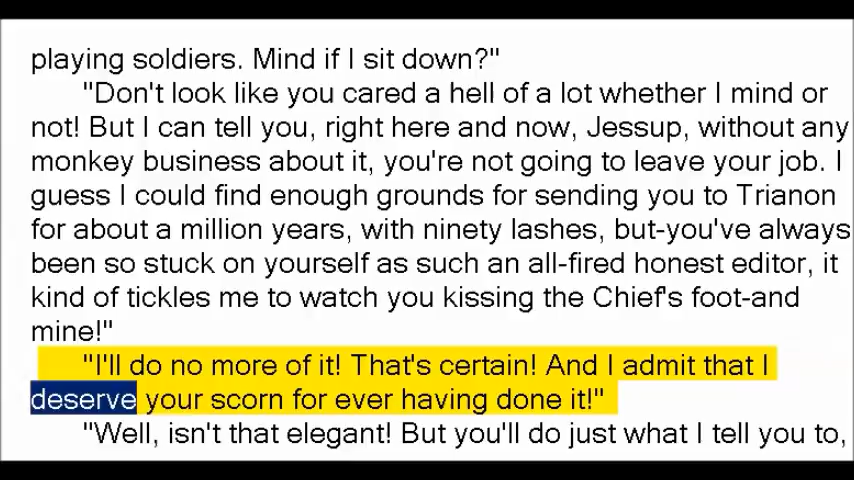 playing soldiers. Mind if I sit down?"
"Don't look like you cared a hell of a lot whether I mind or
not! But I can tell you, right here and now, Jessup, without any
monkey business about it, you're not going to leave your job. I
guess I could find enough grounds for sending you to Trianon
for about a million years, with ninety lashes, but-you've always
been so stuck on yourself as such an all-fired honest editor, it
kind of tickles me to watch you kissing the Chief's foot-and
mine!"
"I'll do no more of it! That's certain! And I admit that I
deserve your scorn for ever having done it!"
"Well, isn't that elegant! But you'll do just what I tell you to,